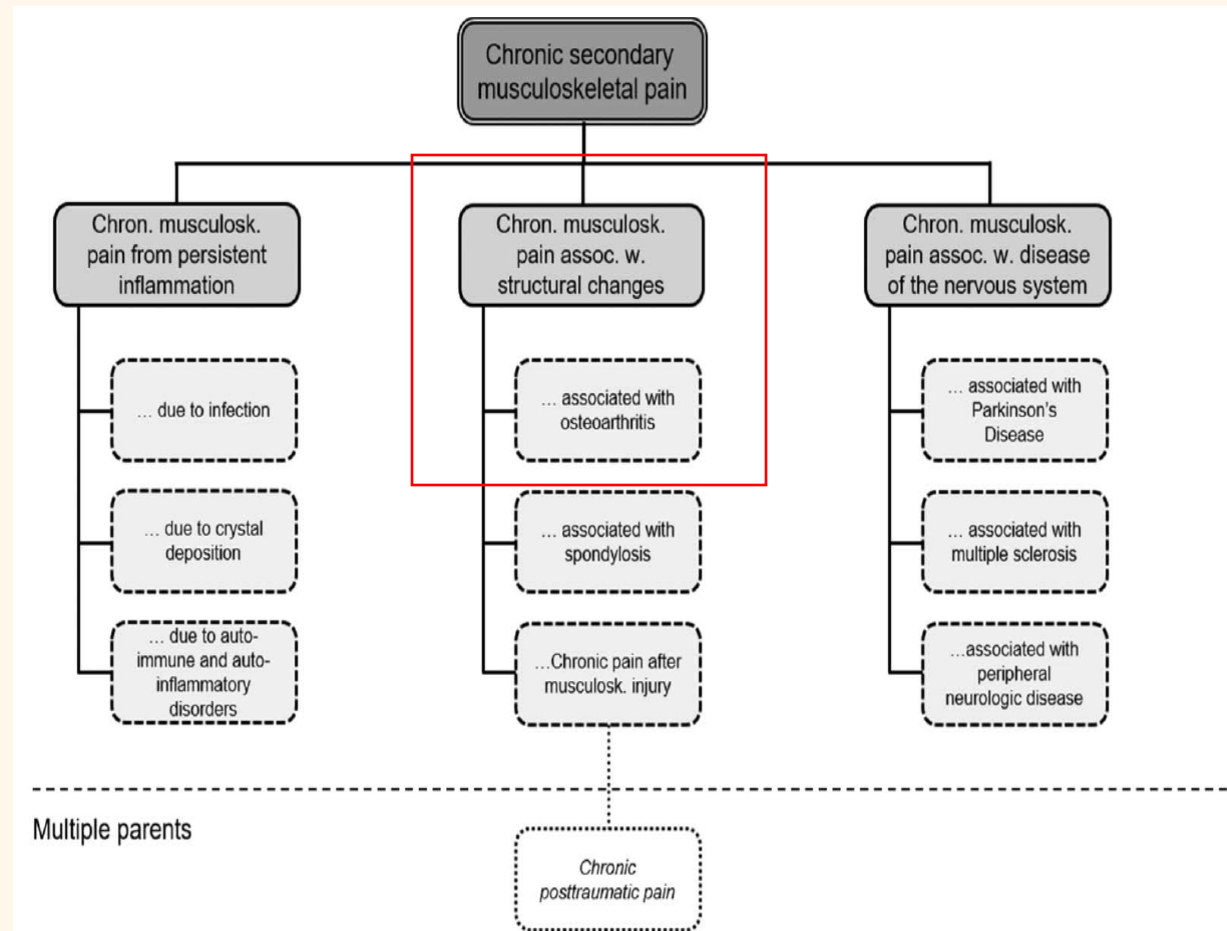 Chronic secondary
musculoskeletal pain
Chron. musculosk.
pain from persistent
inflammation
... due to infection
... due to crystal
deposition
... due to auto-
immune and auto-
inflammatory
disorders
Chron. musculosk.
pain assoc. w.
structural changes
... associated with
osteoarthritis
... associated with
spondylosis
...Chronic pain after
musculosk. injury
Chron. musculosk.
pain assoc. w. disease
of the nervous system
... associated with
Parkinson's
Disease
... associated with
multiple sclerosis
...associated with
peripheral
neurologic disease
Multiple parents
Chronic
posttraumatic pain